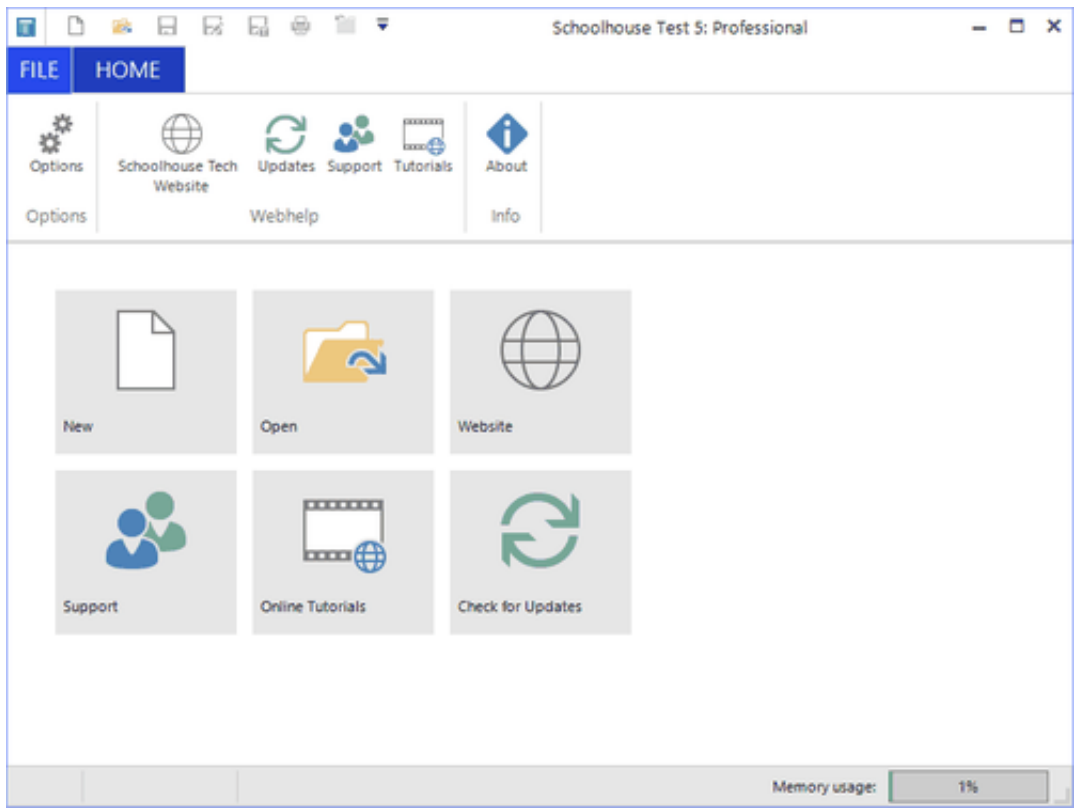 Schoolhouse Test 5: Professional
FILE HOME
Options Schoolhouse Tech Website Updates Support Tutorials About
Options Webhelp Info
New Open Website
Support Online Tutorials Check for Updates
Memory usage: 1%